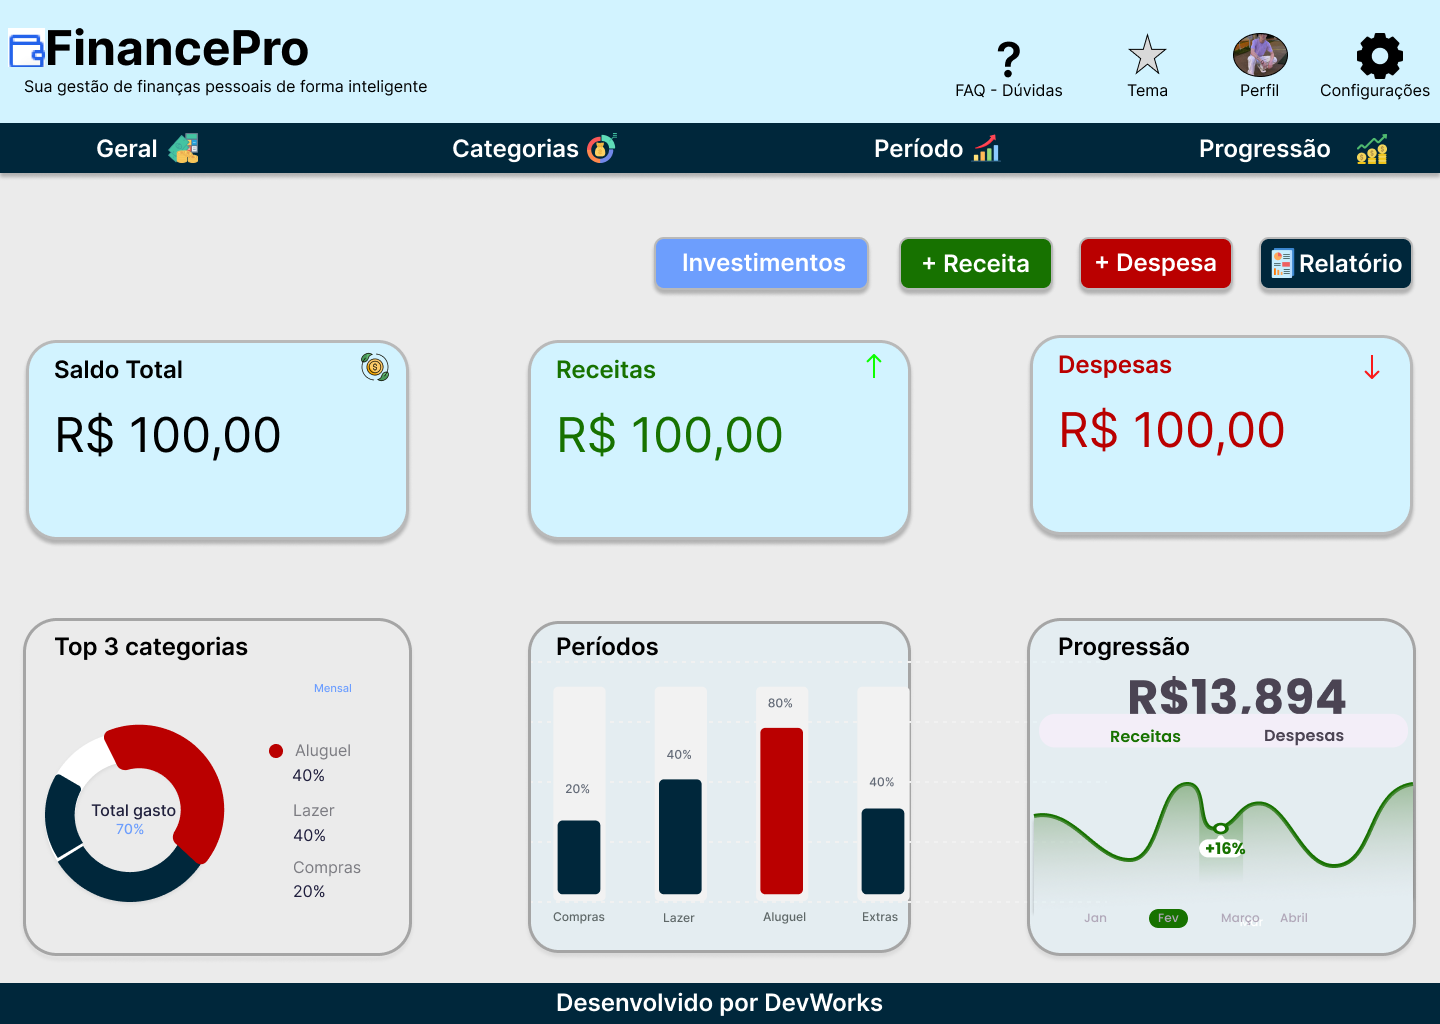 FinancePro
Sua gestão de finanças pessoais de forma inteligente
?
FAQ - Dúvidas
Tema
Perfil
Configurações
Geral
Categorias
Período
Progressão
Investimentos
+ Receita
+ Despesa
Relatório
Saldo Total
R$ 100,00
Receitas
R$ 100,00
Despesas
R$ 100,00
Top 3 categorias
Mensal
Total gasto
70%
Aluguel
40%
Lazer
40%
Compras
20%
Períodos
20%
40%
80%
40%
Compras
Lazer
Aluguel
Extras
Progressão
R$13,894
Receitas
Despesas
+16%
Jan
Fev
Março
Abril
Desenvolvido por DevWorks